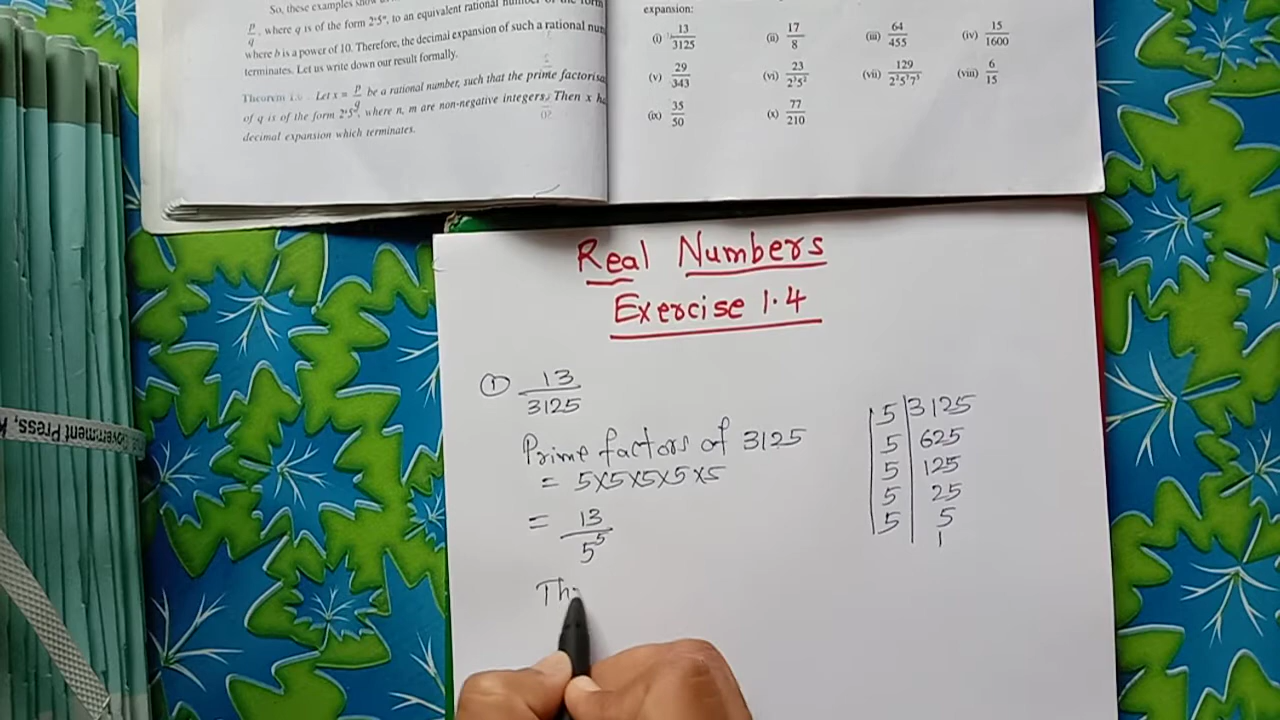 So, these examples show
p/q, where q is of the form 2ⁿ5ᵐ, to an equivalent rational number of the form
where b is a power of 10. Therefore, the decimal expansion of such a rational num
terminates. Let us write down our result formally.
Theorem 1.6 Let x = p/q be a rational number, such that the prime factorisa
of q is of the form 2ⁿ5ᵐ, where n, m are non-negative integers. Then x ha
decimal expansion which terminates.
expansion:
(i) 13/3125 (ii) 17/8 (iii) 64/455 (iv) 15/1600
(v) 29/343 (vi) 23/2³5² (vii) 129/2²5⁷7⁵ (viii) 6/15
(ix) 35/50 (x) 77/210
Government Press,
Real Numbers
Exercise 1.4
① 13/3125
Prime factors of 3125
= 5×5×5×5×5
= 13/5⁵
Th
5 3125
5 625
5 125
5 25
5 5
1